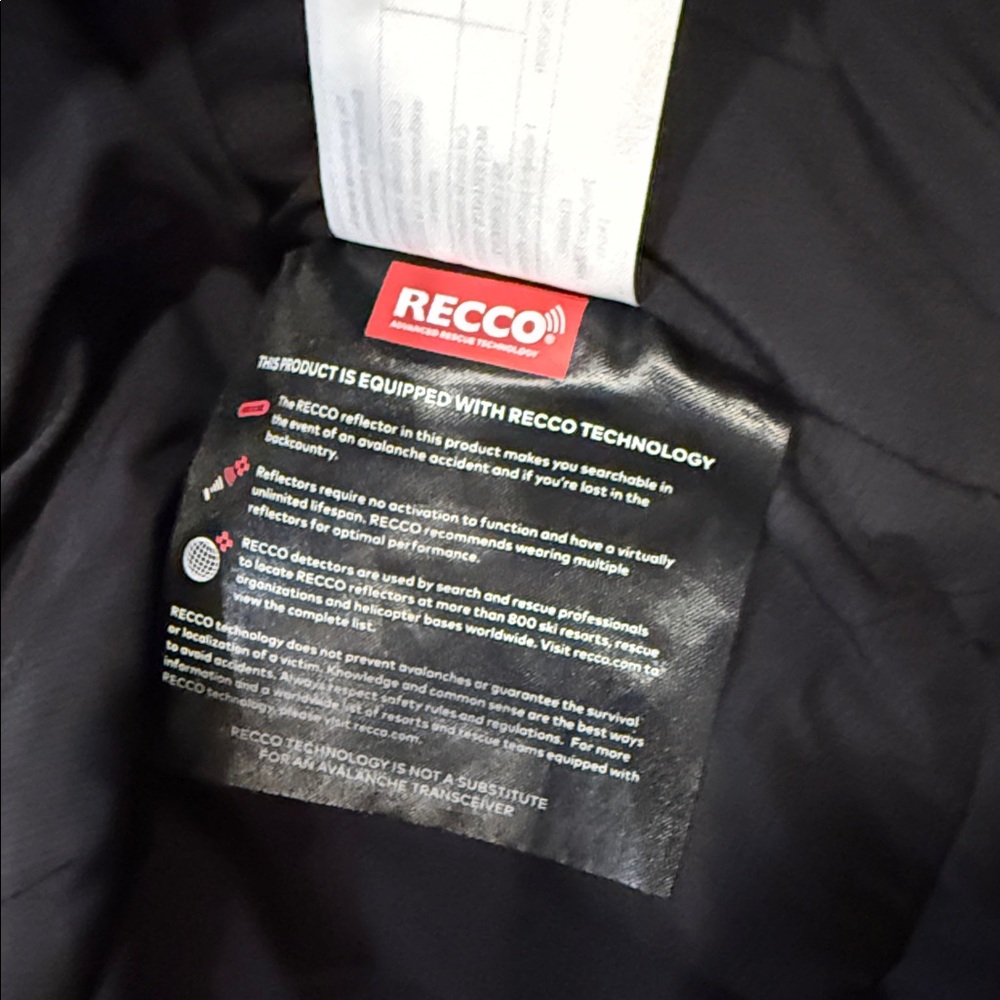 RECCO
ADVANCED RESCUE TECHNOLOGY
THIS PRODUCT IS EQUIPPED WITH RECCO TECHNOLOGY
The RECCO reflector in this product makes you searchable in
the event of an avalanche accident and if you're lost in the
backcountry.
Reflectors require no activation to function and have a virtually
unlimited lifespan. RECCO recommends wearing multiple
reflectors for optimal performance.
RECCO detectors are used by search and rescue professionals
to locate RECCO reflectors at more than 800 ski resorts, rescue
organizations and helicopter bases worldwide. Visit recco.com to
view the complete list.
RECCO technology does not prevent avalanches or guarantee the survival
or localization of a victim. Knowledge and common sense are the best ways
to avoid accidents. Always respect safety rules and regulations. For more
information and a worldwide list of resorts and rescue teams equipped with
RECCO technology, please visit recco.com.
RECCO TECHNOLOGY IS NOT A SUBSTITUTE
FOR AN AVALANCHE TRANSCEIVER